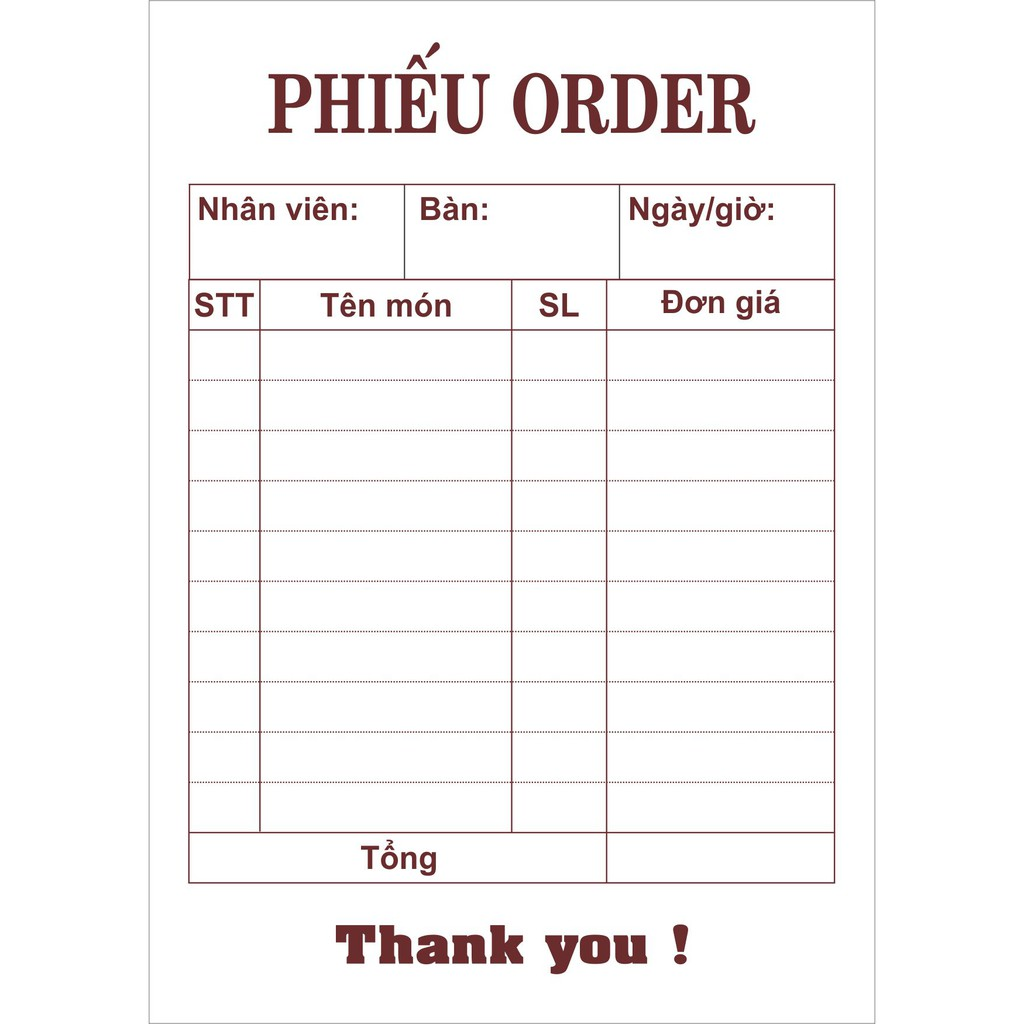 PHIẾU ORDER
Nhân viên: Bàn: Ngày/giờ:
STT Tên món SL Đơn giá
Tổng
Thank you !